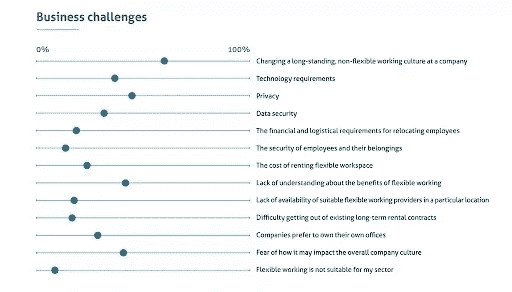 Business challenges
0% 100%
Changing a long-standing, non-flexible working culture at a company
Technology requirements
Privacy
Data security
The financial and logistical requirements for relocating employees
The security of employees and their belongings
The cost of renting flexible workspace
Lack of understanding about the benefits of flexible working
Lack of availability of suitable flexible working providers in a particular location
Difficulty getting out of existing long-term rental contracts
Companies prefer to own their own offices
Fear of how it may impact the overall company culture
Flexible working is not suitable for my sector